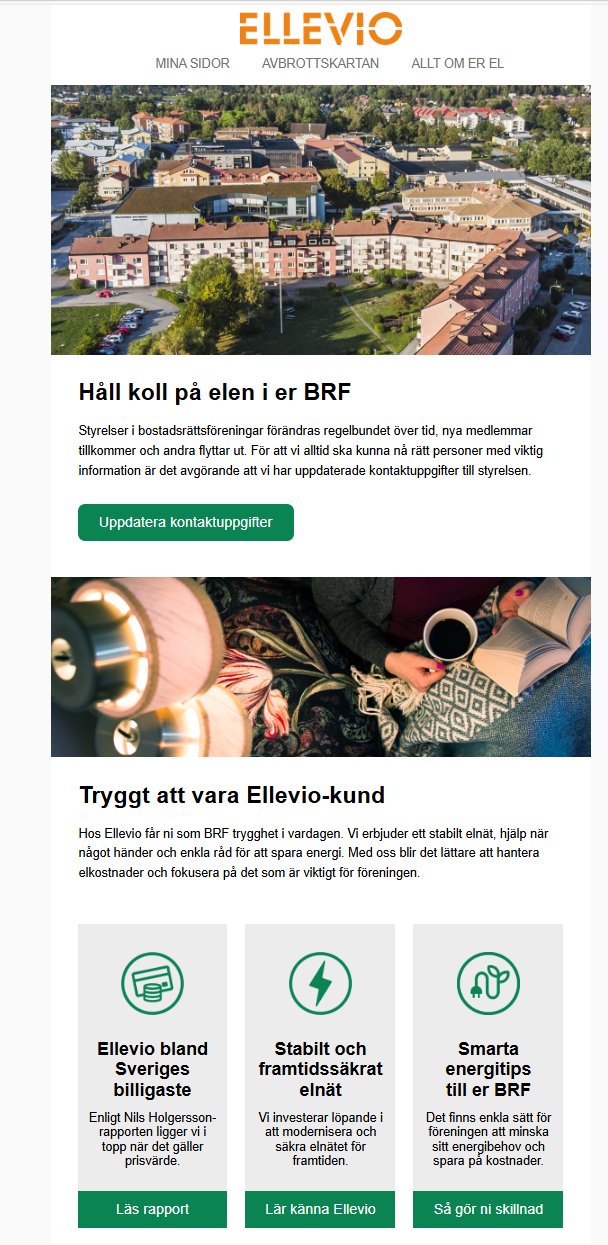 ELLEVIO
MINA SIDOR AVBROTTSKARTAN ALLT OM ER EL
Håll koll på elen i er BRF
Styrelser i bostadsrättsföreningar förändras regelbundet över tid, nya medlemmar
tillkommer och andra flyttar ut. För att vi alltid ska kunna nå rätt personer med viktig
information är det avgörande att vi har uppdaterade kontaktuppgifter till styrelsen.
Uppdatera kontaktuppgifter
Tryggt att vara Ellevio-kund
Hos Ellevio får ni som BRF trygghet i vardagen. Vi erbjuder ett stabilt elnät, hjälp när
något händer och enkla råd för att spara energi. Med oss blir det lättare att hantera
elkostnader och fokusera på det som är viktigt för föreningen.
Ellevio bland
Sveriges
billigaste
Enligt Nils Holgersson-
rapporten ligger vi i
topp när det gäller
prisvärde.
Läs rapport
Stabilt och
framtidssäkrat
elnät
Vi investerar löpande i
att modernisera och
säkra elnätet för
framtiden.
Lär känna Ellevio
Smarta
energitips
till er BRF
Det finns enkla sätt för
föreningen att minska
sitt energibehov och
spara på kostnader.
Så gör ni skillnad